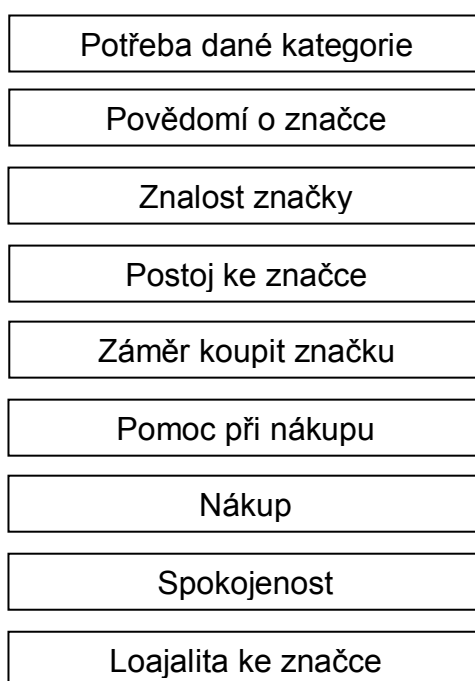 Potřeba dané kategorie
Povědomí o značce
Znalost značky
Postoj ke značce
Záměr koupit značku
Pomoc při nákupu
Nákup
Spokojenost
Loajalita ke značce